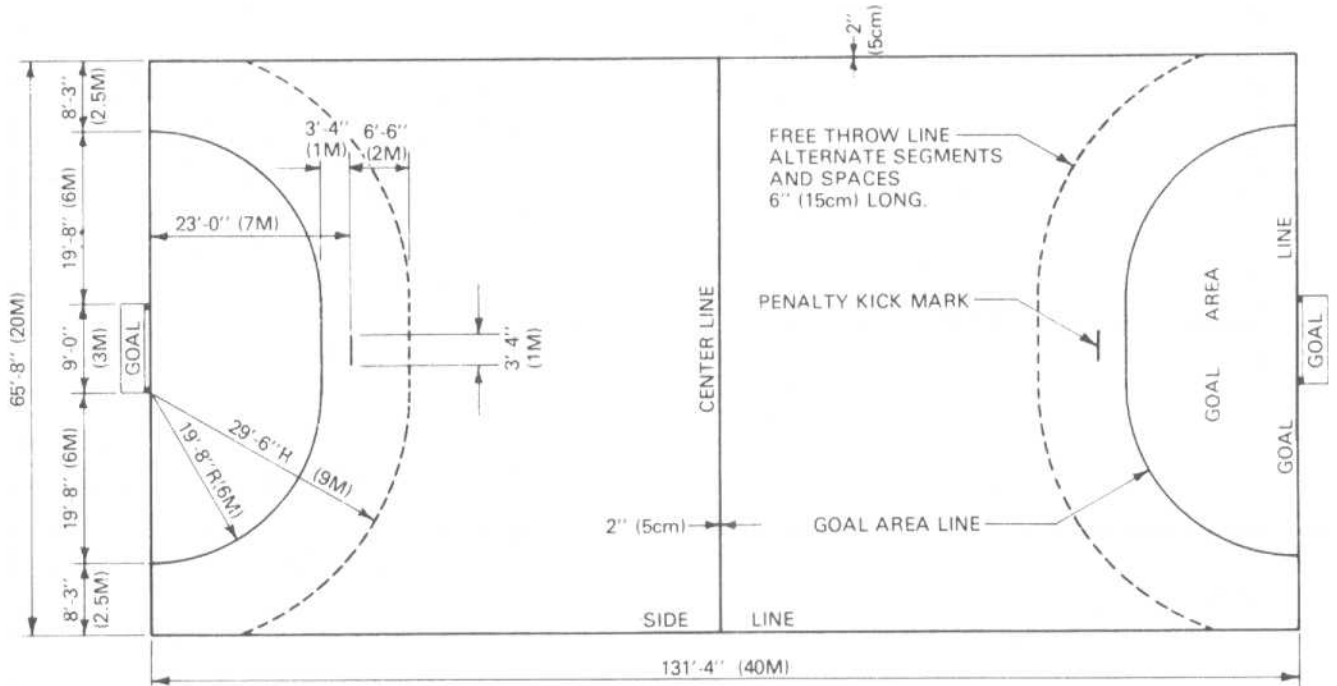 2''
(5cm)
8'-3''
(2.5M)
3'-4''
(1M)
6'-6''
(2M)
FREE THROW LINE
ALTERNATE SEGMENTS
AND SPACES
6'' (15cm) LONG.
19'-8'' (6M)
23'-0'' (7M)
LINE
GOAL AREA
65'-8'' (20M)
9'-0''
(3M)
GOAL
3' 4''
(1M)
CENTER LINE
PENALTY KICK MARK
GOAL
29'-6''R (9M)
19'-8''R(6M)
19' 8'' (6M)
GOAL
2'' (5cm)
GOAL AREA LINE
8'-3''
(2.5M)
SIDE LINE
131'-4'' (40M)